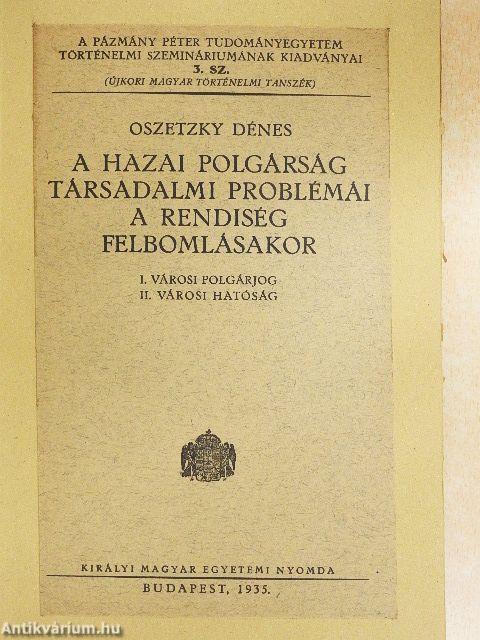 A PÁZMÁNY PÉTER TUDOMÁNYEGYETEM
TÖRTÉNELMI SZEMINÁRIUMÁNAK KIADVÁNYAI
3. SZ.
(ÚJKORI MAGYAR TÖRTÉNELMI TANSZÉK)
OSZETZKY DÉNES
A HAZAI POLGÁRSÁG
TÁRSADALMI PROBLÉMÁI
A RENDISÉG
FELBOMLÁSAKOR
I. VÁROSI POLGÁRJOG
II. VÁROSI HATÓSÁG
KIRÁLYI MAGYAR EGYETEMI NYOMDA
BUDAPEST, 1935.
Antikvárium.hu